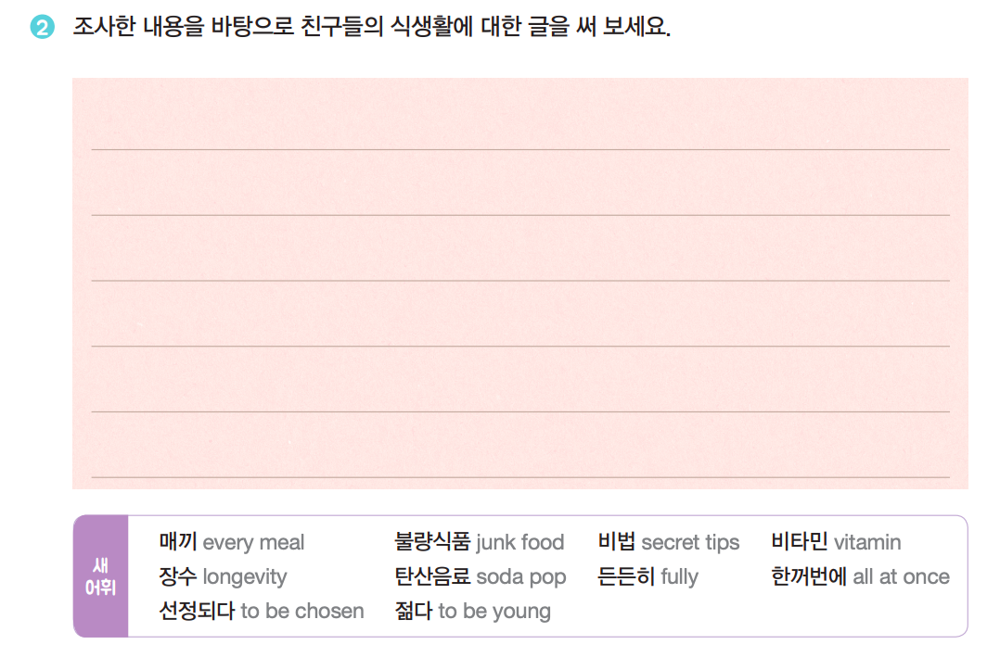 2 조사한 내용을 바탕으로 친구들의 식생활에 대한 글을 써 보세요.
새
어휘
매끼 every meal 불량식품 junk food 비법 secret tips 비타민 vitamin
장수 longevity 탄산음료 soda pop 든든히 fully 한꺼번에 all at once
선정되다 to be chosen 젊다 to be young